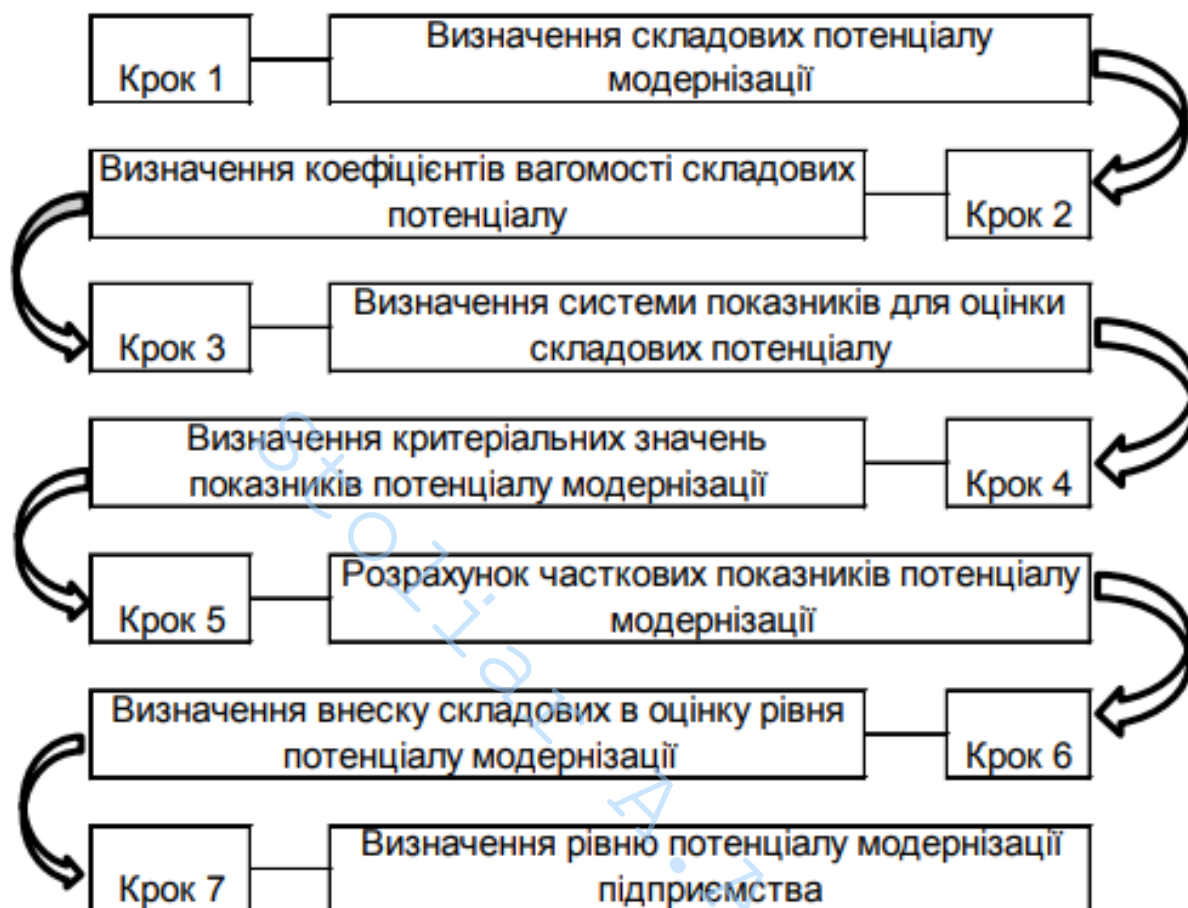 Крок 1
Визначення складових потенціалу
модернізації
Визначення коефіцієнтів вагомості складових
потенціалу
Крок 2
Крок 3
Визначення системи показників для оцінки
складових потенціалу
Визначення критеріальних значень
показників потенціалу модернізації
Крок 4
Крок 5
Розрахунок часткових показників потенціалу
модернізації
Визначення внеску складових в оцінку рівня
потенціалу модернізації
Крок 6
Крок 7
Визначення рівню потенціалу модернізації
підприємства
Stoliar A.